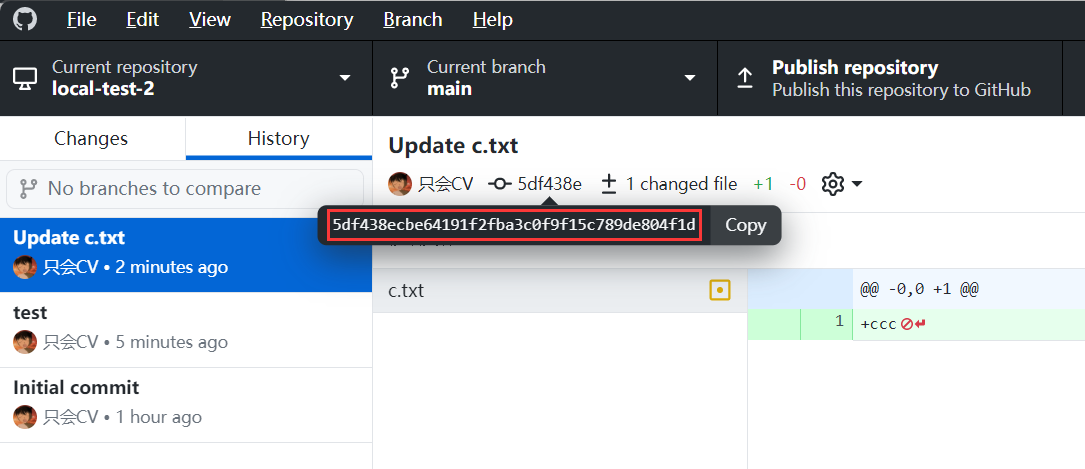 File Edit View Repository Branch Help
Current repository
local-test-2
Current branch
main
Publish repository
Publish this repository to GitHub
Changes
History
No branches to compare
Update c.txt
只会CV • 2 minutes ago
test
只会CV • 5 minutes ago
Initial commit
只会CV • 1 hour ago
Update c.txt
只会CV 5df438e 1 changed file +1 -0
5df438ecbe64191f2fba3c0f9f15c789de804f1d Copy
c.txt
@@ -0,0 +1 @@
1 +ccc